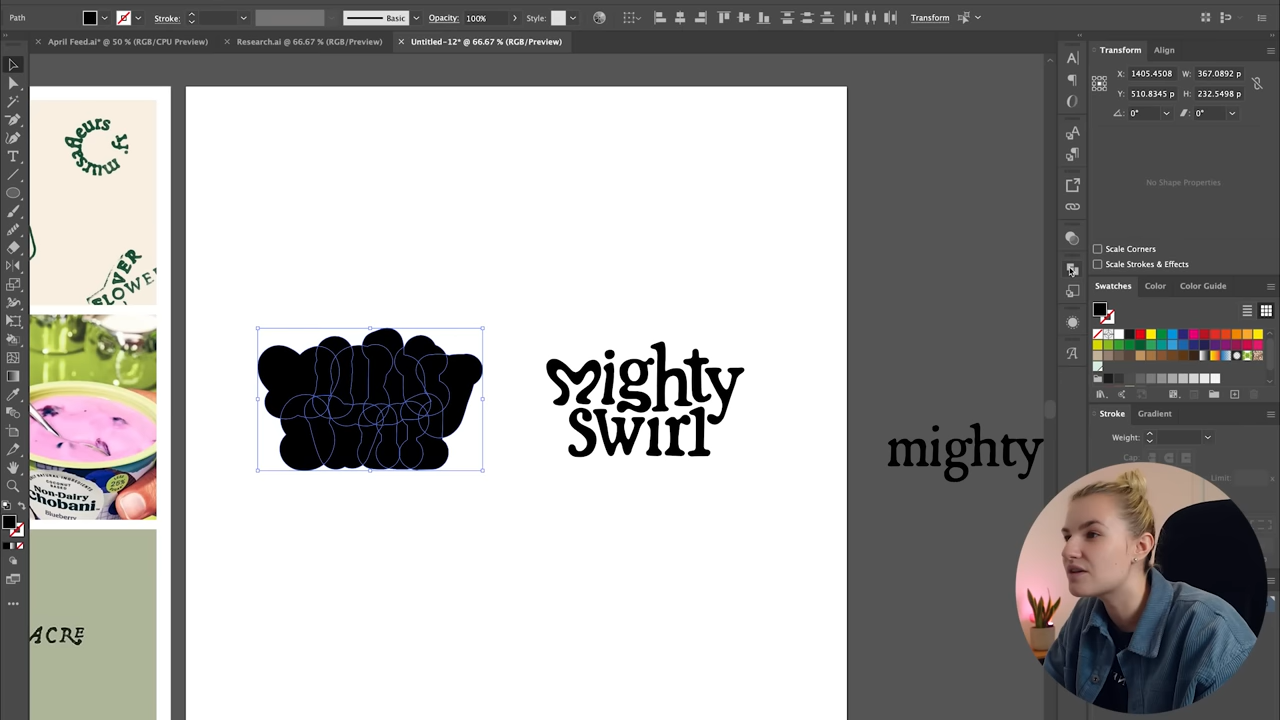 Path
Stroke:
Basic
Opacity: 100%
Style:
Transform
April Feed.ai* @ 50 % (RGB/CPU Preview)
Research.ai @ 66.67 % (RGB/Preview)
Untitled-12* @ 66.67 % (RGB/Preview)
Transform
Align
X: 1405.4508
W: 367.0892 p
Y: 510.8345 p
H: 232.5498 p
0°
0°
No Shape Properties
Scale Corners
Scale Strokes & Effects
Swatches
Color
Color Guide
Stroke
Gradient
Weight:
Cap
Limit:
mighty
swirl
mighty
Non-Dairy
Chobani
Blueberry
ACRE